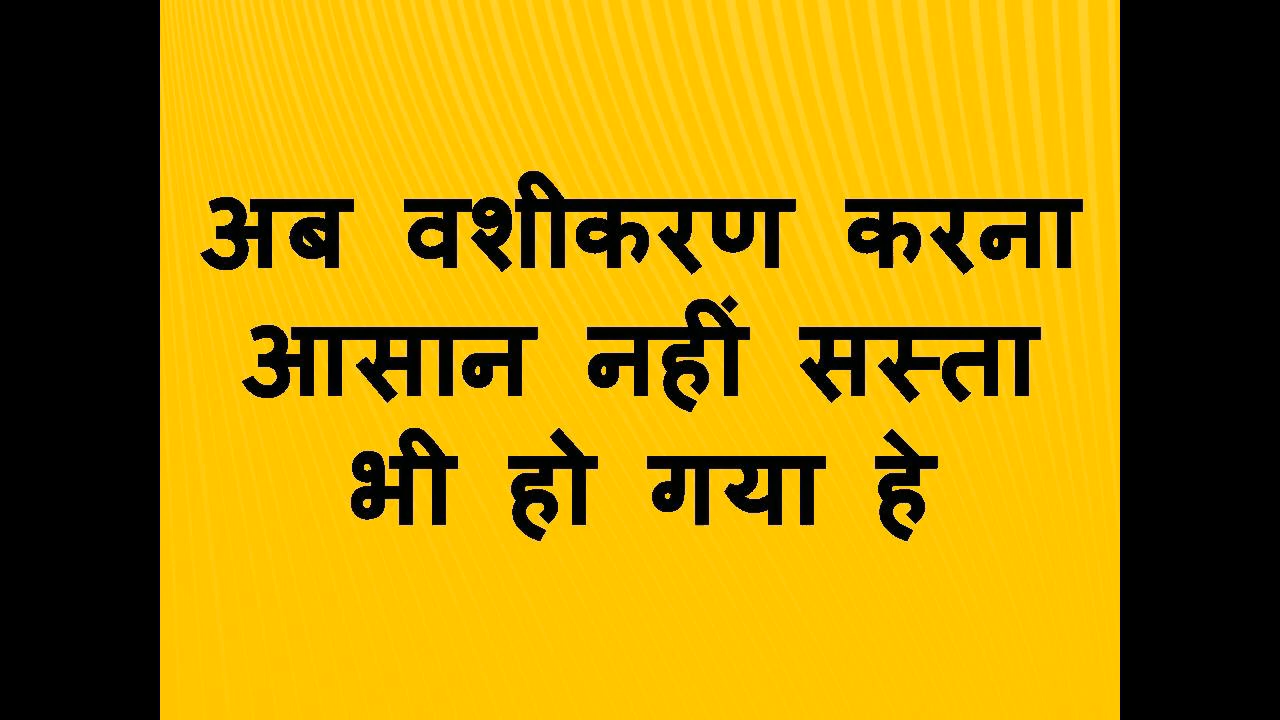 अब वशीकरण करना
आसान नहीं सस्ता
भी हो गया हे